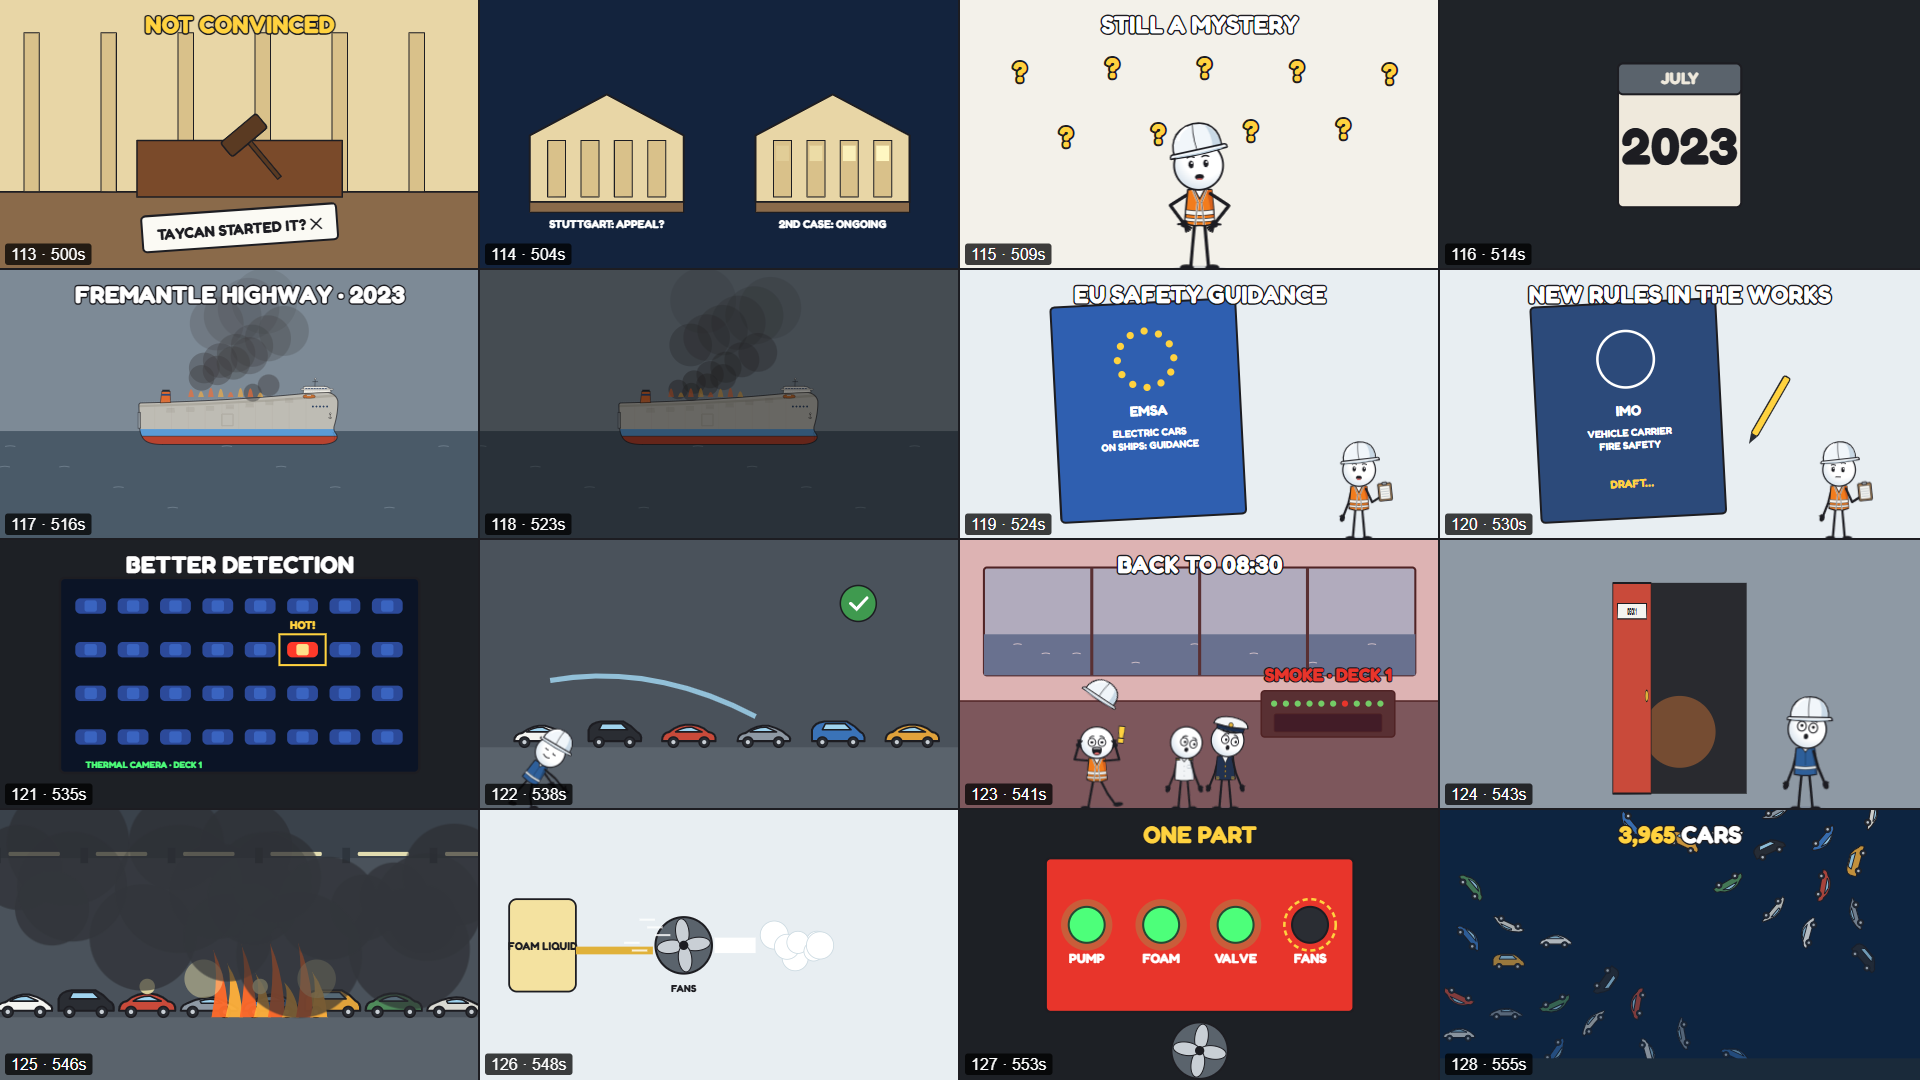 NOT CONVINCED
TAYCAN STARTED IT? X
113 · 500s
STUTTGART: APPEAL?
2ND CASE: ONGOING
114 · 504s
STILL A MYSTERY
? ? ? ? ?
? ? ? ?
115 · 509s
JULY
2023
116 · 514s
FREMANTLE HIGHWAY · 2023
117 · 516s
118 · 523s
EU SAFETY GUIDANCE
EMSA
ELECTRIC CARS
ON SHIPS: GUIDANCE
119 · 524s
NEW RULES IN THE WORKS
IMO
VEHICLE CARRIER
FIRE SAFETY
DRAFT...
120 · 530s
BETTER DETECTION
HOT!
THERMAL CAMERA · DECK 1
121 · 535s
122 · 538s
BACK TO 08:30
SMOKE · DECK 1
!
123 · 541s
DECK 1
124 · 543s
125 · 546s
FOAM LIQUID
FANS
126 · 548s
ONE PART
PUMP FOAM VALVE FANS
127 · 553s
3,965 CARS
128 · 555s